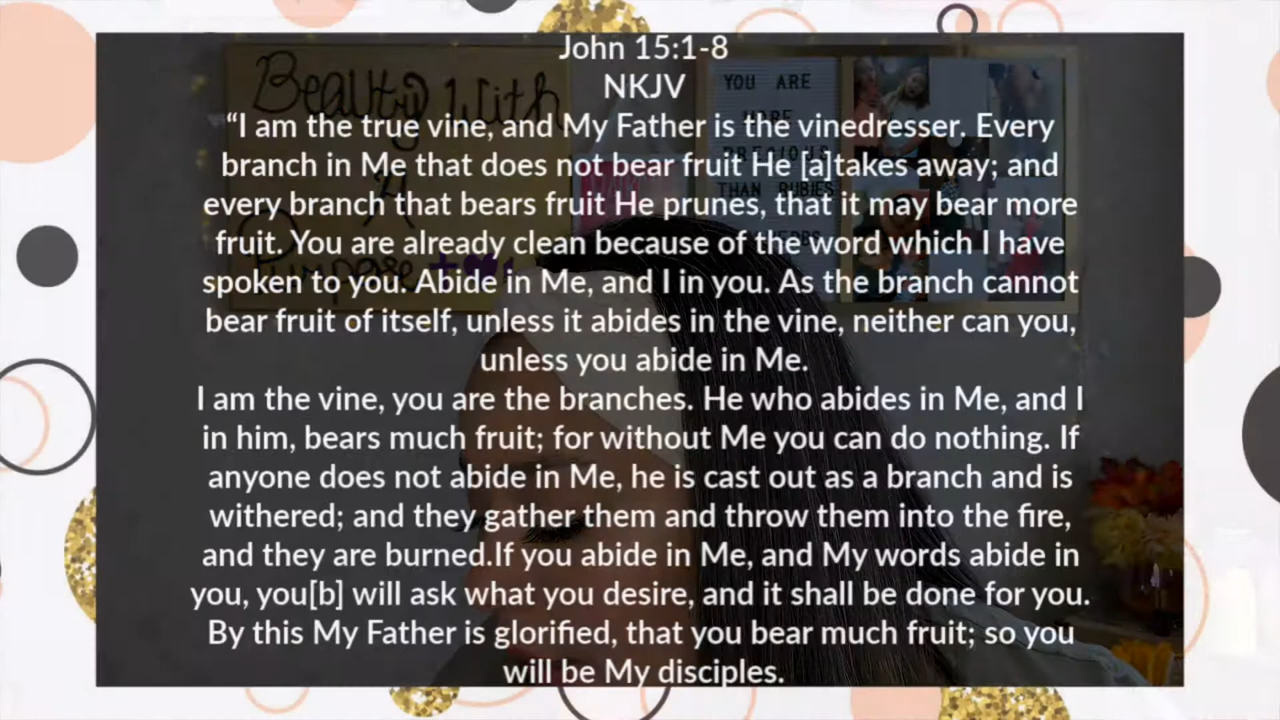 John 15:1-8
NKJV
“I am the true vine, and My Father is the vinedresser. Every
branch in Me that does not bear fruit He [a]takes away; and
every branch that bears fruit He prunes, that it may bear more
fruit. You are already clean because of the word which I have
spoken to you. Abide in Me, and I in you. As the branch cannot
bear fruit of itself, unless it abides in the vine, neither can you,
unless you abide in Me.
I am the vine, you are the branches. He who abides in Me, and I
in him, bears much fruit; for without Me you can do nothing. If
anyone does not abide in Me, he is cast out as a branch and is
withered; and they gather them and throw them into the fire,
and they are burned.If you abide in Me, and My words abide in
you, you[b] will ask what you desire, and it shall be done for you.
By this My Father is glorified, that you bear much fruit; so you
will be My disciples.
Beauty With
A
Purpose
YOU ARE
MORE
PRECIOUS
THAN RUBIES